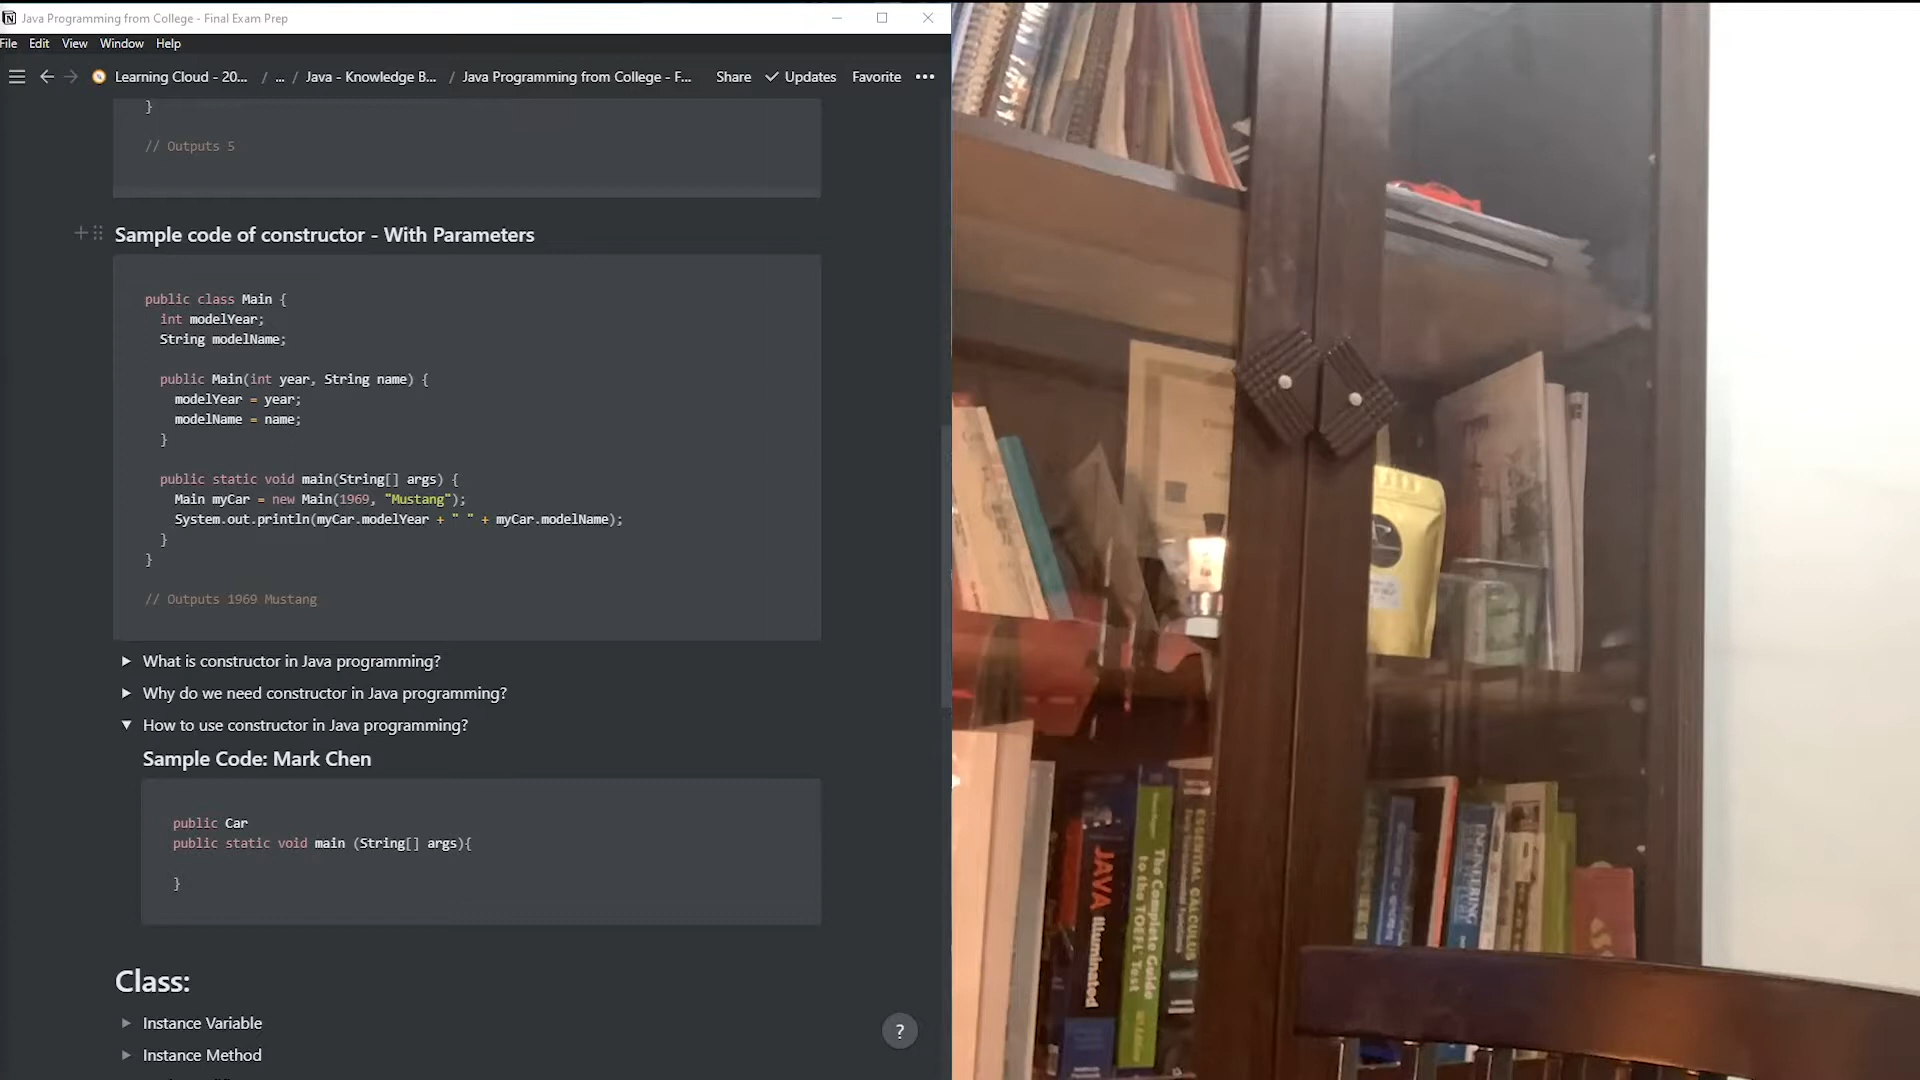 Java Programming from College - Final Exam Prep
File Edit View Window Help
Learning Cloud - 20... / ... / Java - Knowledge B... / Java Programming from College - F... Share Updates Favorite
}
// Outputs 5
Sample code of constructor - With Parameters
public class Main {
int modelYear;
String modelName;
public Main(int year, String name) {
modelYear = year;
modelName = name;
}
public static void main(String[] args) {
Main myCar = new Main(1969, "Mustang");
System.out.println(myCar.modelYear + " " + myCar.modelName);
}
}
// Outputs 1969 Mustang
What is constructor in Java programming?
Why do we need constructor in Java programming?
How to use constructor in Java programming?
Sample Code: Mark Chen
public Car
public static void main (String[] args){
}
Class:
Instance Variable
Instance Method
?
JAVA Illuminated
The Complete Guide
to the TOEFL Test
ESSENTIAL CALCULUS
ENGINEERING